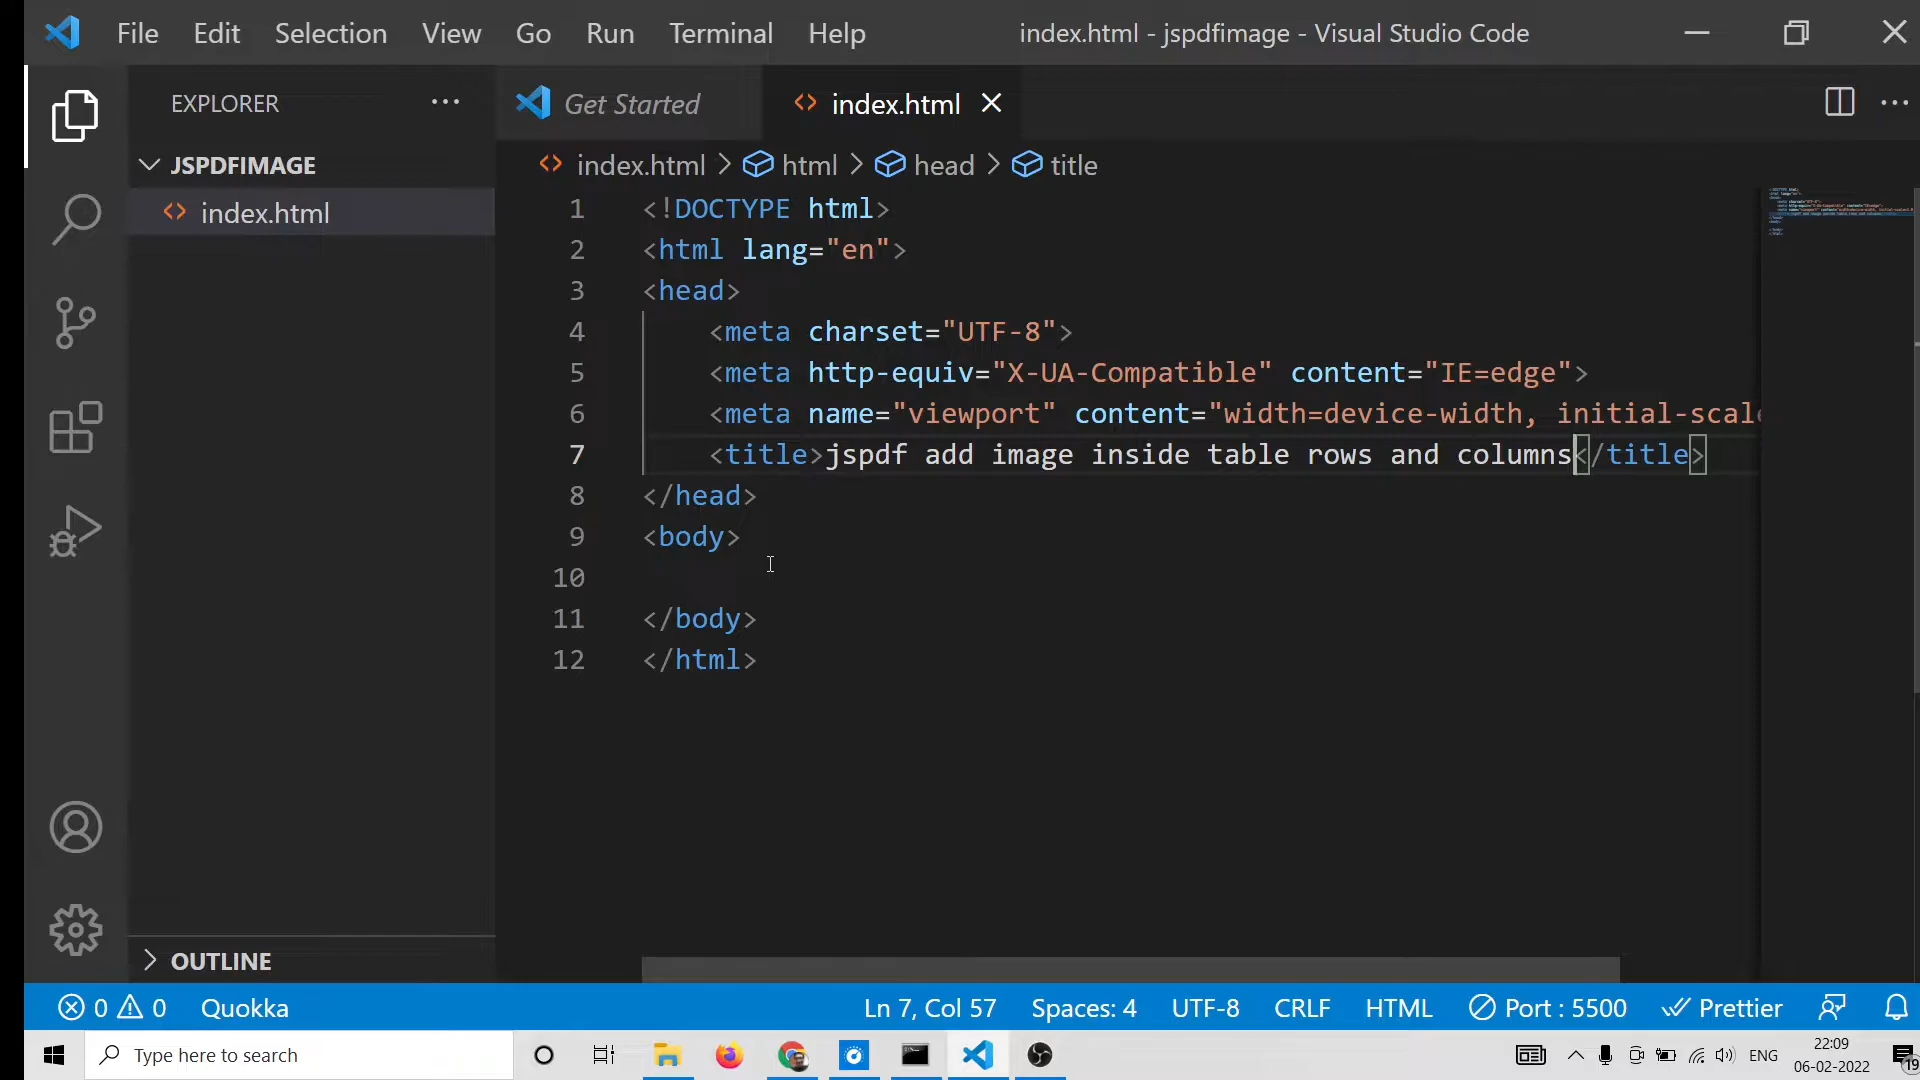 File Edit Selection View Go Run Terminal Help index.html - jspdfimage - Visual Studio Code
EXPLORER
Get Started
index.html
JSPDFIMAGE
index.html
index.html > html > head > title
1 <!DOCTYPE html>
2 <html lang="en">
3 <head>
4 <meta charset="UTF-8">
5 <meta http-equiv="X-UA-Compatible" content="IE=edge">
6 <meta name="viewport" content="width=device-width, initial-scale
7 <title>jspdf add image inside table rows and columns</title>
8 </head>
9 <body>
10
11 </body>
12 </html>
OUTLINE
0 0 Quokka Ln 7, Col 57 Spaces: 4 UTF-8 CRLF HTML Port : 5500 Prettier
Type here to search
ENG
22:09
06-02-2022
19